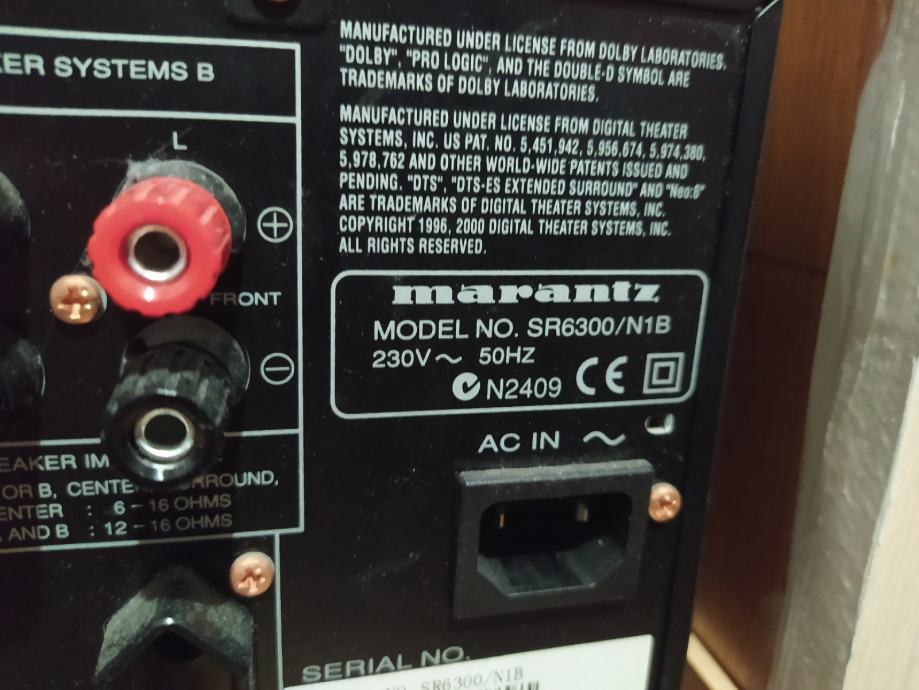 MANUFACTURED UNDER LICENSE FROM DOLBY LABORATORIES.
"DOLBY", "PRO LOGIC", AND THE DOUBLE-D SYMBOL ARE
TRADEMARKS OF DOLBY LABORATORIES.
MANUFACTURED UNDER LICENSE FROM DIGITAL THEATER
SYSTEMS, INC. US PAT. NO. 5,451,942, 5,956,674, 5,974,380,
5,978,762 AND OTHER WORLD-WIDE PATENTS ISSUED AND
PENDING. "DTS", "DTS-ES EXTENDED SURROUND" AND "Neo:6"
ARE TRADEMARKS OF DIGITAL THEATER SYSTEMS, INC.
COPYRIGHT 1996, 2000 DIGITAL THEATER SYSTEMS, INC.
ALL RIGHTS RESERVED.
KER SYSTEMS B
L
+
FRONT
−
EAKER IM
OR B, CENTE SURROUND,
ENTER : 6 – 16 OHMS
AND B : 12 – 16 OHMS
marantz
MODEL NO. SR6300/N1B
230V ~ 50HZ
N2409 CE
AC IN ~
SERIAL NO.
NO. SR6300/N1B